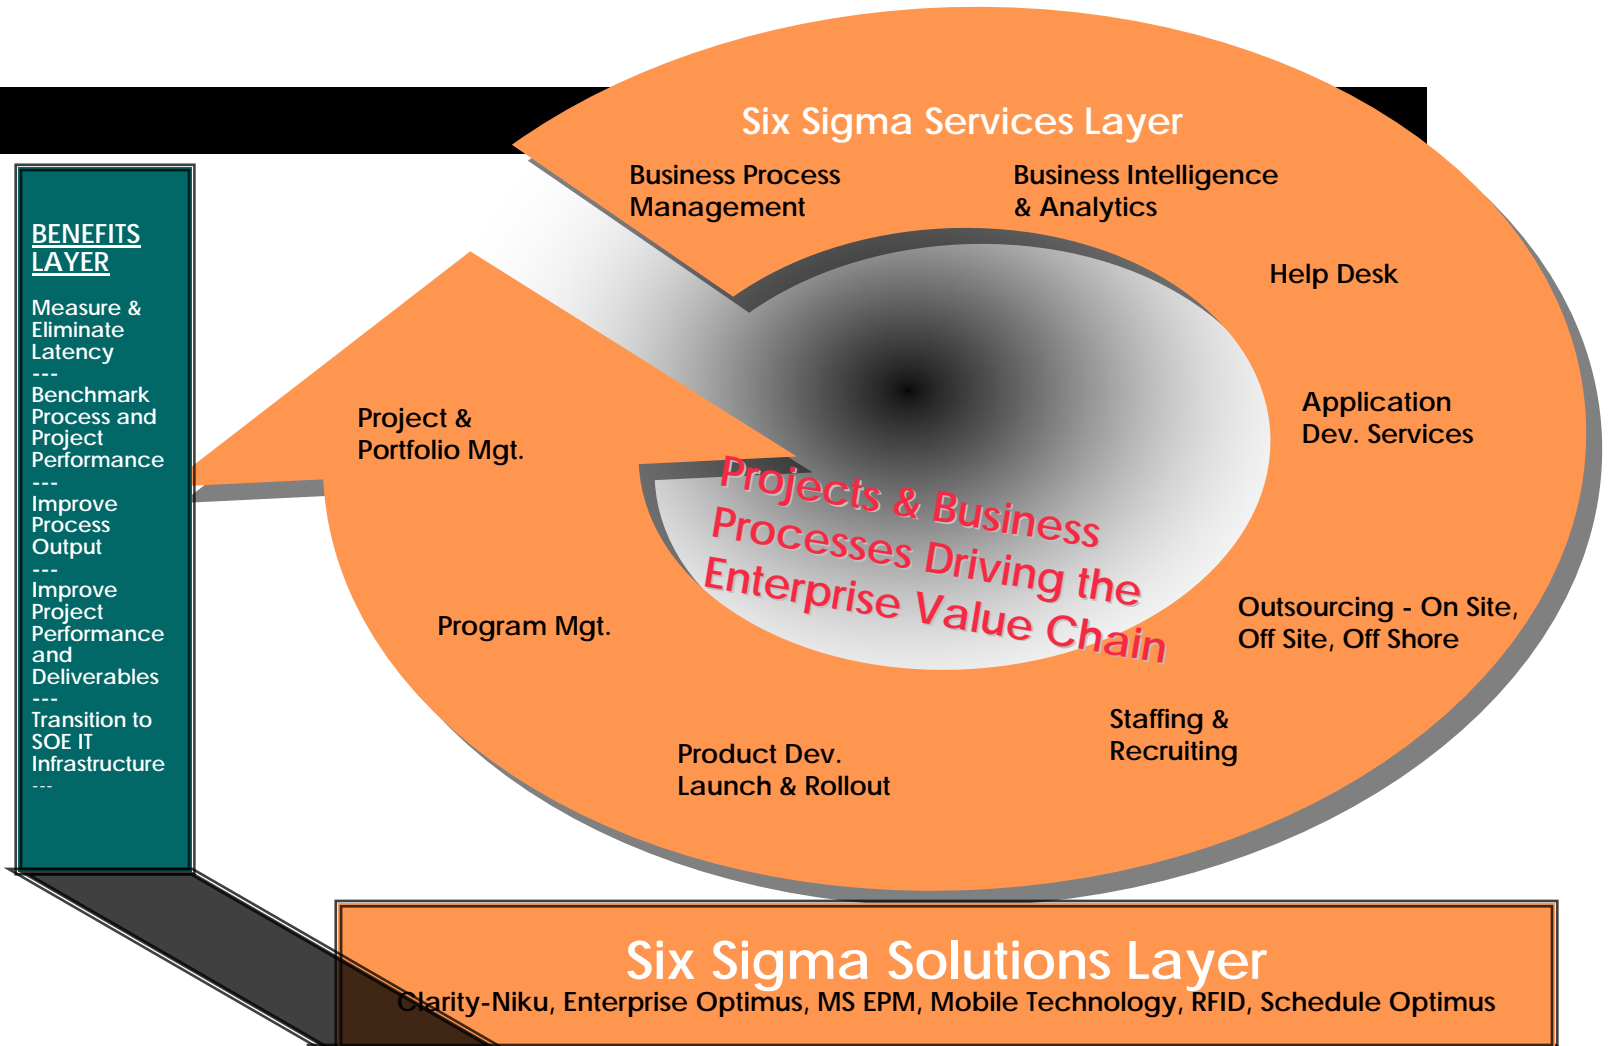 Six Sigma Services Layer
Business Process
Management
Business Intelligence
& Analytics
Help Desk
Application
Dev. Services
Outsourcing - On Site,
Off Site, Off Shore
Staffing &
Recruiting
Product Dev.
Launch & Rollout
Program Mgt.
Project &
Portfolio Mgt.
Projects & Business
Processes Driving the
Enterprise Value Chain
BENEFITS
LAYER
Measure &
Eliminate
Latency
---
Benchmark
Process and
Project
Performance
---
Improve
Process
Output
---
Improve
Project
Performance
and
Deliverables
---
Transition to
SOE IT
Infrastructure
---
Six Sigma Solutions Layer
Clarity-Niku, Enterprise Optimus, MS EPM, Mobile Technology, RFID, Schedule Optimus